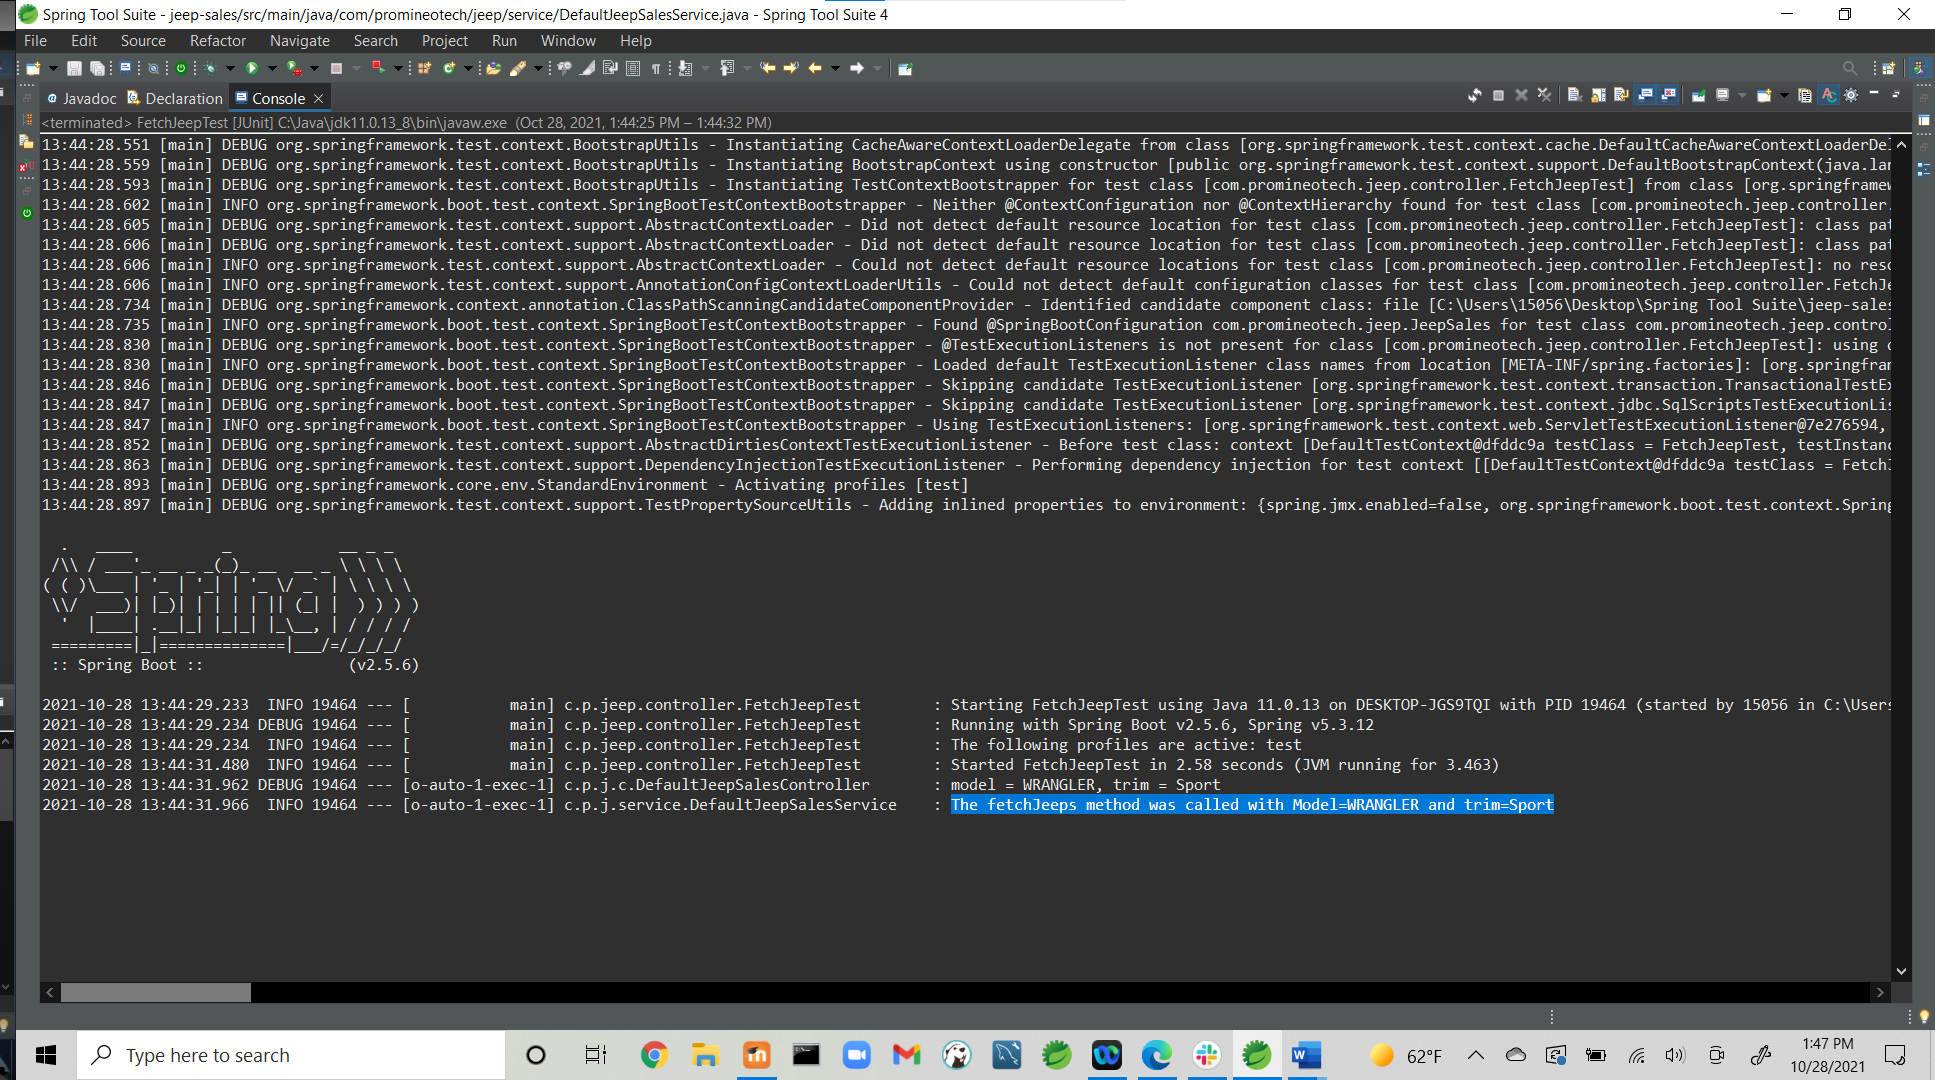 Spring Tool Suite - jeep-sales/src/main/java/com/promineotech/jeep/service/DefaultJeepSalesService.java - Spring Tool Suite 4
File Edit Source Refactor Navigate Search Project Run Window Help
@ Javadoc Declaration Console
<terminated> FetchJeepTest [JUnit] C:\Java\jdk11.0.13_8\bin\javaw.exe (Oct 28, 2021, 1:44:25 PM – 1:44:32 PM)
13:44:28.551 [main] DEBUG org.springframework.test.context.BootstrapUtils - Instantiating CacheAwareContextLoaderDelegate from class [org.springframework.test.context.cache.DefaultCacheAwareContextLoaderDel
13:44:28.559 [main] DEBUG org.springframework.test.context.BootstrapUtils - Instantiating BootstrapContext using constructor [public org.springframework.test.context.support.DefaultBootstrapContext(java.lan
13:44:28.593 [main] DEBUG org.springframework.test.context.BootstrapUtils - Instantiating TestContextBootstrapper for test class [com.promineotech.jeep.controller.FetchJeepTest] from class [org.springframew
13:44:28.602 [main] INFO org.springframework.boot.test.context.SpringBootTestContextBootstrapper - Neither @ContextConfiguration nor @ContextHierarchy found for test class [com.promineotech.jeep.controller.
13:44:28.605 [main] DEBUG org.springframework.test.context.support.AbstractContextLoader - Did not detect default resource location for test class [com.promineotech.jeep.controller.FetchJeepTest]: class pat
13:44:28.606 [main] DEBUG org.springframework.test.context.support.AbstractContextLoader - Did not detect default resource location for test class [com.promineotech.jeep.controller.FetchJeepTest]: class pat
13:44:28.606 [main] INFO org.springframework.test.context.support.AbstractContextLoader - Could not detect default resource locations for test class [com.promineotech.jeep.controller.FetchJeepTest]: no reso
13:44:28.606 [main] INFO org.springframework.test.context.support.AnnotationConfigContextLoaderUtils - Could not detect default configuration classes for test class [com.promineotech.jeep.controller.FetchJe
13:44:28.734 [main] DEBUG org.springframework.context.annotation.ClassPathScanningCandidateComponentProvider - Identified candidate component class: file [C:\Users\15056\Desktop\Spring Tool Suite\jeep-sales
13:44:28.735 [main] INFO org.springframework.boot.test.context.SpringBootTestContextBootstrapper - Found @SpringBootConfiguration com.promineotech.jeep.JeepSales for test class com.promineotech.jeep.control
13:44:28.830 [main] DEBUG org.springframework.boot.test.context.SpringBootTestContextBootstrapper - @TestExecutionListeners is not present for class [com.promineotech.jeep.controller.FetchJeepTest]: using d
13:44:28.830 [main] INFO org.springframework.boot.test.context.SpringBootTestContextBootstrapper - Loaded default TestExecutionListener class names from location [META-INF/spring.factories]: [org.springfram
13:44:28.846 [main] DEBUG org.springframework.boot.test.context.SpringBootTestContextBootstrapper - Skipping candidate TestExecutionListener [org.springframework.test.context.transaction.TransactionalTestEx
13:44:28.847 [main] DEBUG org.springframework.boot.test.context.SpringBootTestContextBootstrapper - Skipping candidate TestExecutionListener [org.springframework.test.context.jdbc.SqlScriptsTestExecutionLis
13:44:28.847 [main] INFO org.springframework.boot.test.context.SpringBootTestContextBootstrapper - Using TestExecutionListeners: [org.springframework.test.context.web.ServletTestExecutionListener@7e276594,
13:44:28.852 [main] DEBUG org.springframework.test.context.support.AbstractDirtiesContextTestExecutionListener - Before test class: context [DefaultTestContext@dfddc9a testClass = FetchJeepTest, testInstanc
13:44:28.863 [main] DEBUG org.springframework.test.context.support.DependencyInjectionTestExecutionListener - Performing dependency injection for test context [[DefaultTestContext@dfddc9a testClass = FetchJ
13:44:28.893 [main] DEBUG org.springframework.core.env.StandardEnvironment - Activating profiles [test]
13:44:28.897 [main] DEBUG org.springframework.test.context.support.TestPropertySourceUtils - Adding inlined properties to environment: {spring.jmx.enabled=false, org.springframework.boot.test.context.Spring
  .   ____          _            __ _ _
 /\\ / ___'_ __ _ _(_)_ __  __ _ \ \ \ \
( ( )\___ | '_ | '_| | '_ \/ _` | \ \ \ \
 \\/  ___)| |_)| | | | | || (_| |  ) ) ) )
  '  |____| .__|_| |_|_| |_\__, | / / / /
 =========|_|==============|___/=/_/_/_/
 :: Spring Boot ::                (v2.5.6)
2021-10-28 13:44:29.233  INFO 19464 --- [           main] c.p.jeep.controller.FetchJeepTest        : Starting FetchJeepTest using Java 11.0.13 on DESKTOP-JGS9TQI with PID 19464 (started by 15056 in C:\Users
2021-10-28 13:44:29.234 DEBUG 19464 --- [           main] c.p.jeep.controller.FetchJeepTest        : Running with Spring Boot v2.5.6, Spring v5.3.12
2021-10-28 13:44:29.234  INFO 19464 --- [           main] c.p.jeep.controller.FetchJeepTest        : The following profiles are active: test
2021-10-28 13:44:31.480  INFO 19464 --- [           main] c.p.jeep.controller.FetchJeepTest        : Started FetchJeepTest in 2.58 seconds (JVM running for 3.463)
2021-10-28 13:44:31.962 DEBUG 19464 --- [o-auto-1-exec-1] c.p.j.c.DefaultJeepSalesController       : model = WRANGLER, trim = Sport
2021-10-28 13:44:31.966  INFO 19464 --- [o-auto-1-exec-1] c.p.j.service.DefaultJeepSalesService    : The fetchJeeps method was called with Model=WRANGLER and trim=Sport
Type here to search
62°F
1:47 PM
10/28/2021